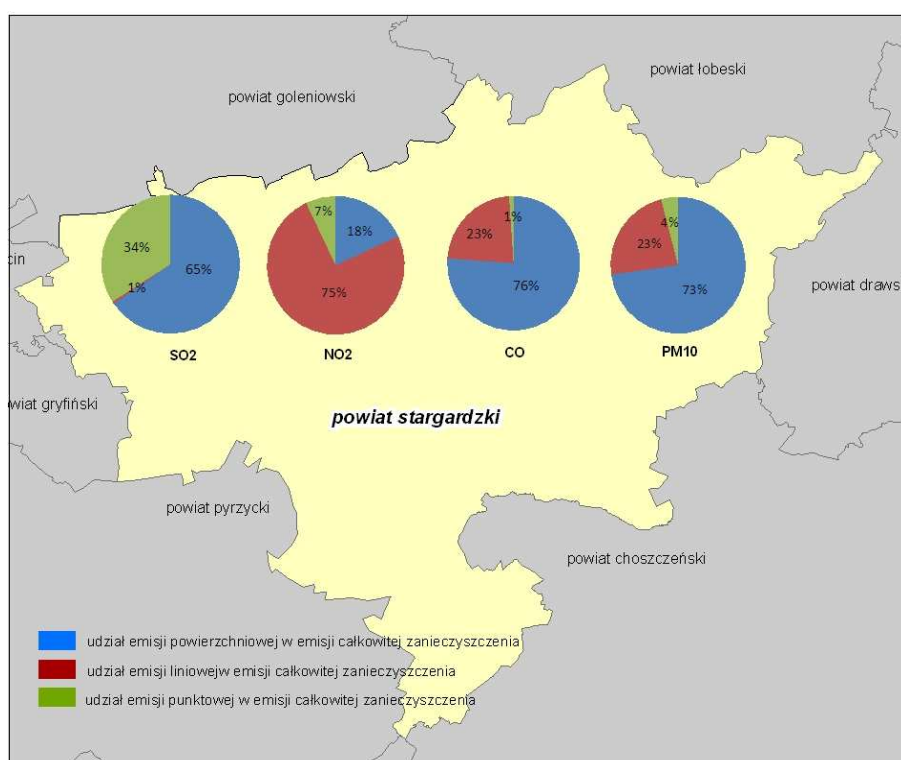 powiat łobeski
powiat goleniowski
34%
65%
1%
7%
18%
75%
1%
23%
76%
4%
23%
73%
cin
powiat draws
SO2
NO2
CO
PM10
wiat gryfiński
powiat stargardzki
powiat pyrzycki
powiat choszczeński
udział emisji powierzchniowej w emisji całkowitej zanieczyszczenia
udział emisji liniowejw emisji całkowitej zanieczyszczenia
udział emisji punktowej w emisji całkowitej zanieczyszczenia